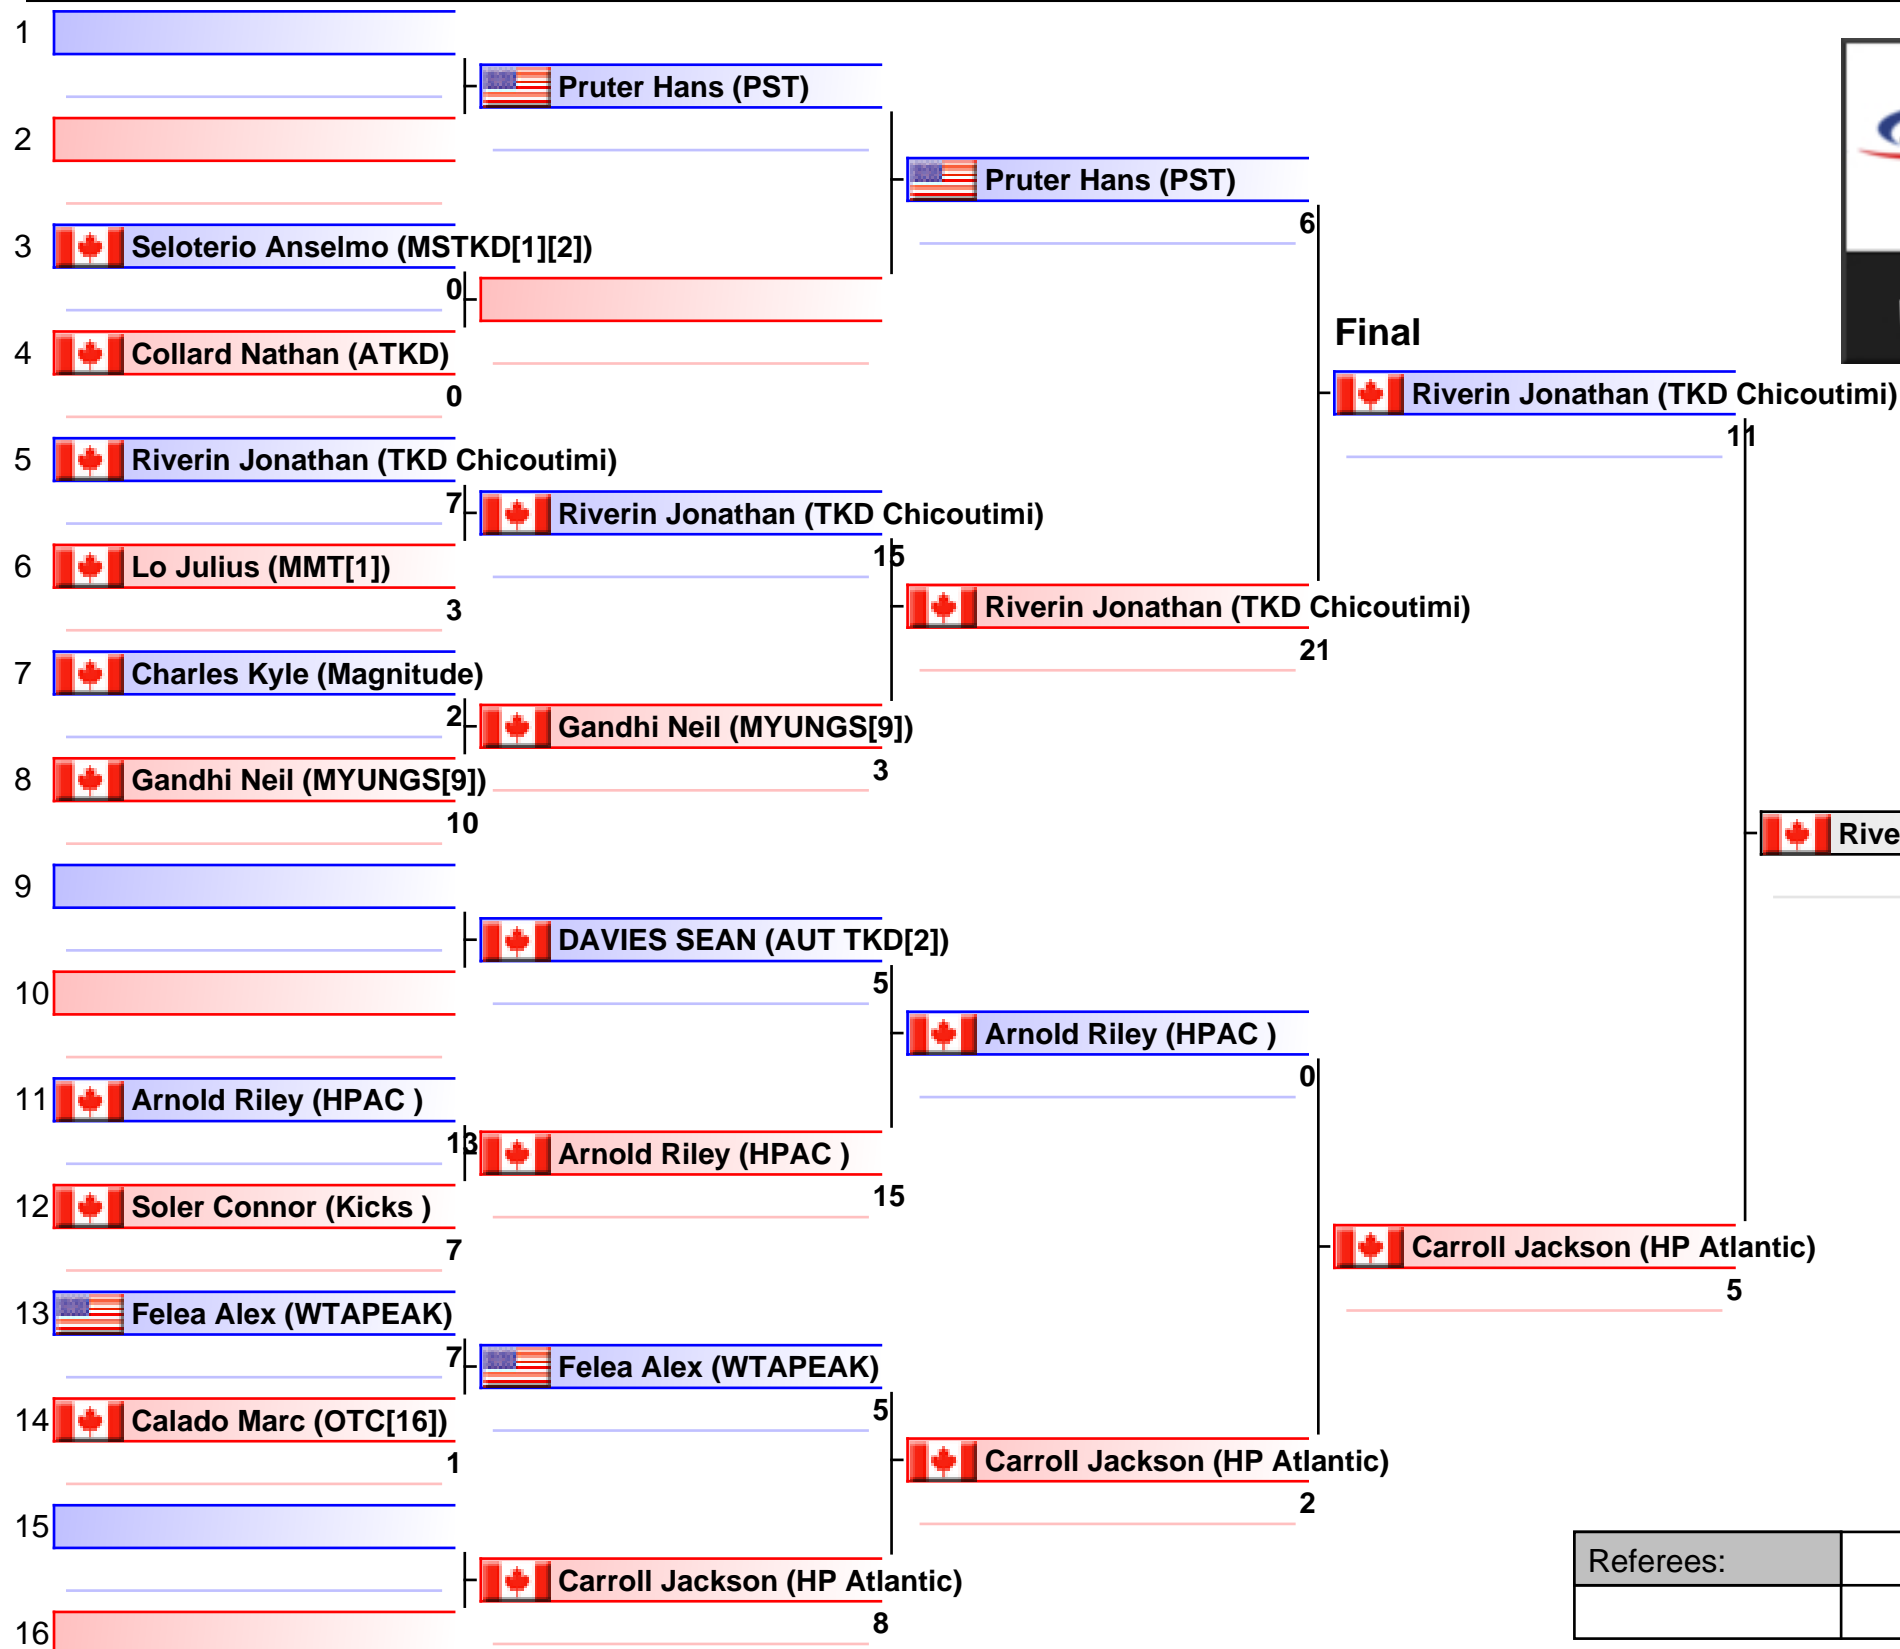 1
Pruter Hans (PST)
2
Pruter Hans (PST)
6
3
Seloterio Anselmo (MSTKD[1][2])
0
Final
4
Collard Nathan (ATKD)
0
Riverin Jonathan (TKD Chicoutimi)
11
5
Riverin Jonathan (TKD Chicoutimi)
7
Riverin Jonathan (TKD Chicoutimi)
15
6
Lo Julius (MMT[1])
3
Riverin Jonathan (TKD Chicoutimi)
21
7
Charles Kyle (Magnitude)
2
Gandhi Neil (MYUNGS[9])
3
8
Gandhi Neil (MYUNGS[9])
10
Rive
9
DAVIES SEAN (AUT TKD[2])
5
10
Arnold Riley (HPAC )
0
11
Arnold Riley (HPAC )
13
Arnold Riley (HPAC )
15
12
Soler Connor (Kicks )
7
Carroll Jackson (HP Atlantic)
5
13
Felea Alex (WTAPEAK)
7
Felea Alex (WTAPEAK)
5
14
Calado Marc (OTC[16])
1
Carroll Jackson (HP Atlantic)
2
15
Carroll Jackson (HP Atlantic)
8
16
Referees: